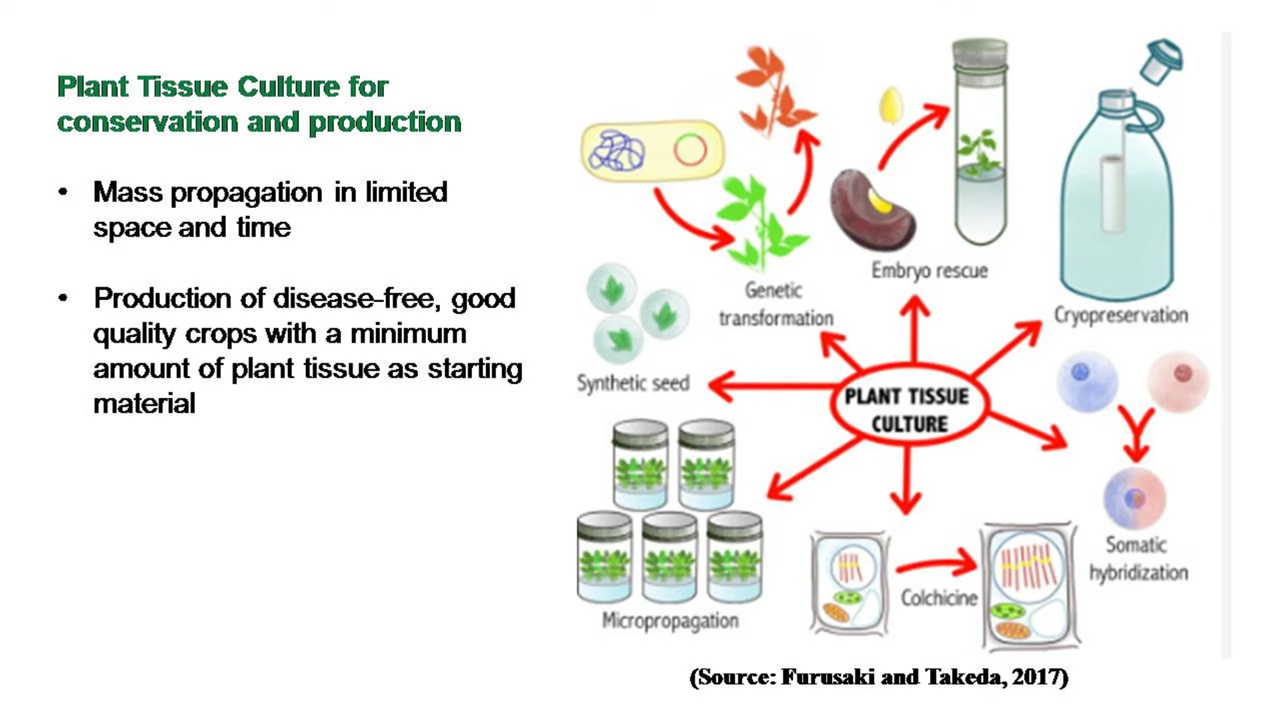 Plant Tissue Culture for
conservation and production
• Mass propagation in limited
space and time
• Production of disease-free, good
quality crops with a minimum
amount of plant tissue as starting
material
Genetic
transformation
Embryo rescue
Cryopreservation
Synthetic seed
PLANT TISSUE
CULTURE
Micropropagation
Colchicine
Somatic
hybridization
(Source: Furusaki and Takeda, 2017)